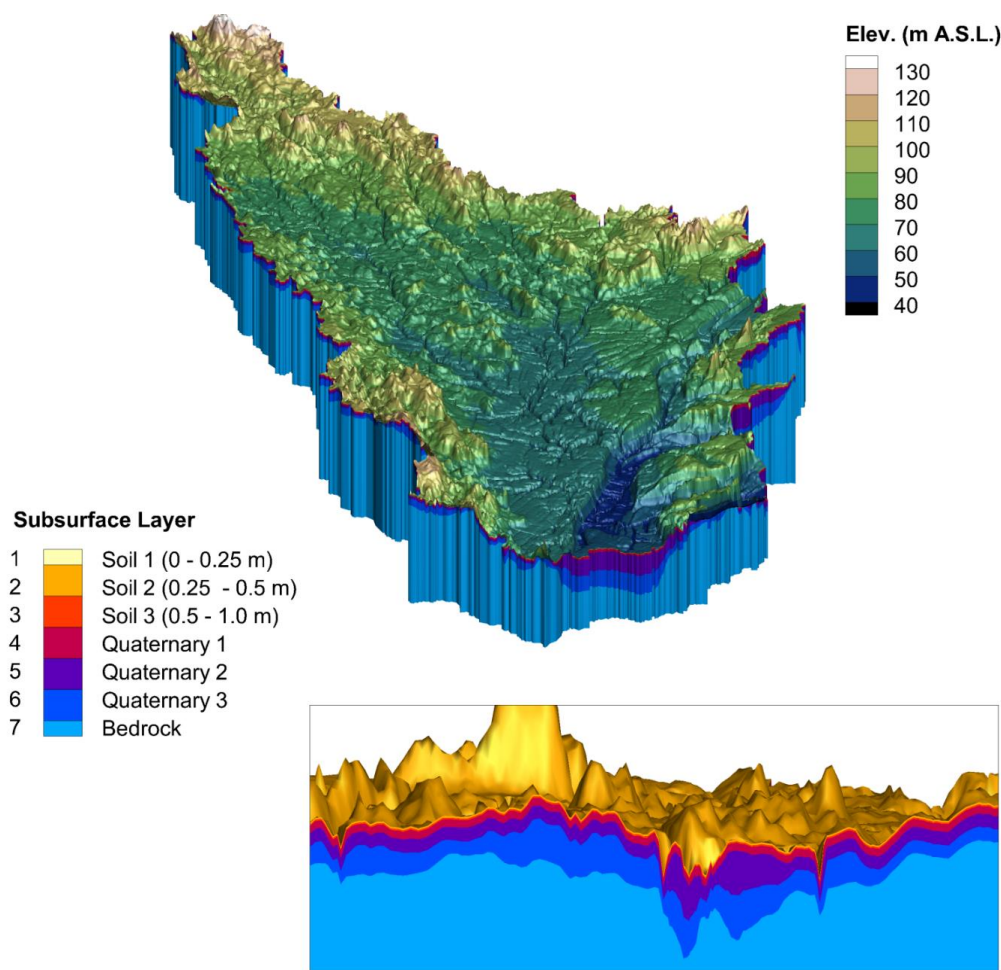 Elev. (m A.S.L.)
130
120
110
100
90
80
70
60
50
40
Subsurface Layer
1 Soil 1 (0 - 0.25 m)
2 Soil 2 (0.25 - 0.5 m)
3 Soil 3 (0.5 - 1.0 m)
4 Quaternary 1
5 Quaternary 2
6 Quaternary 3
7 Bedrock